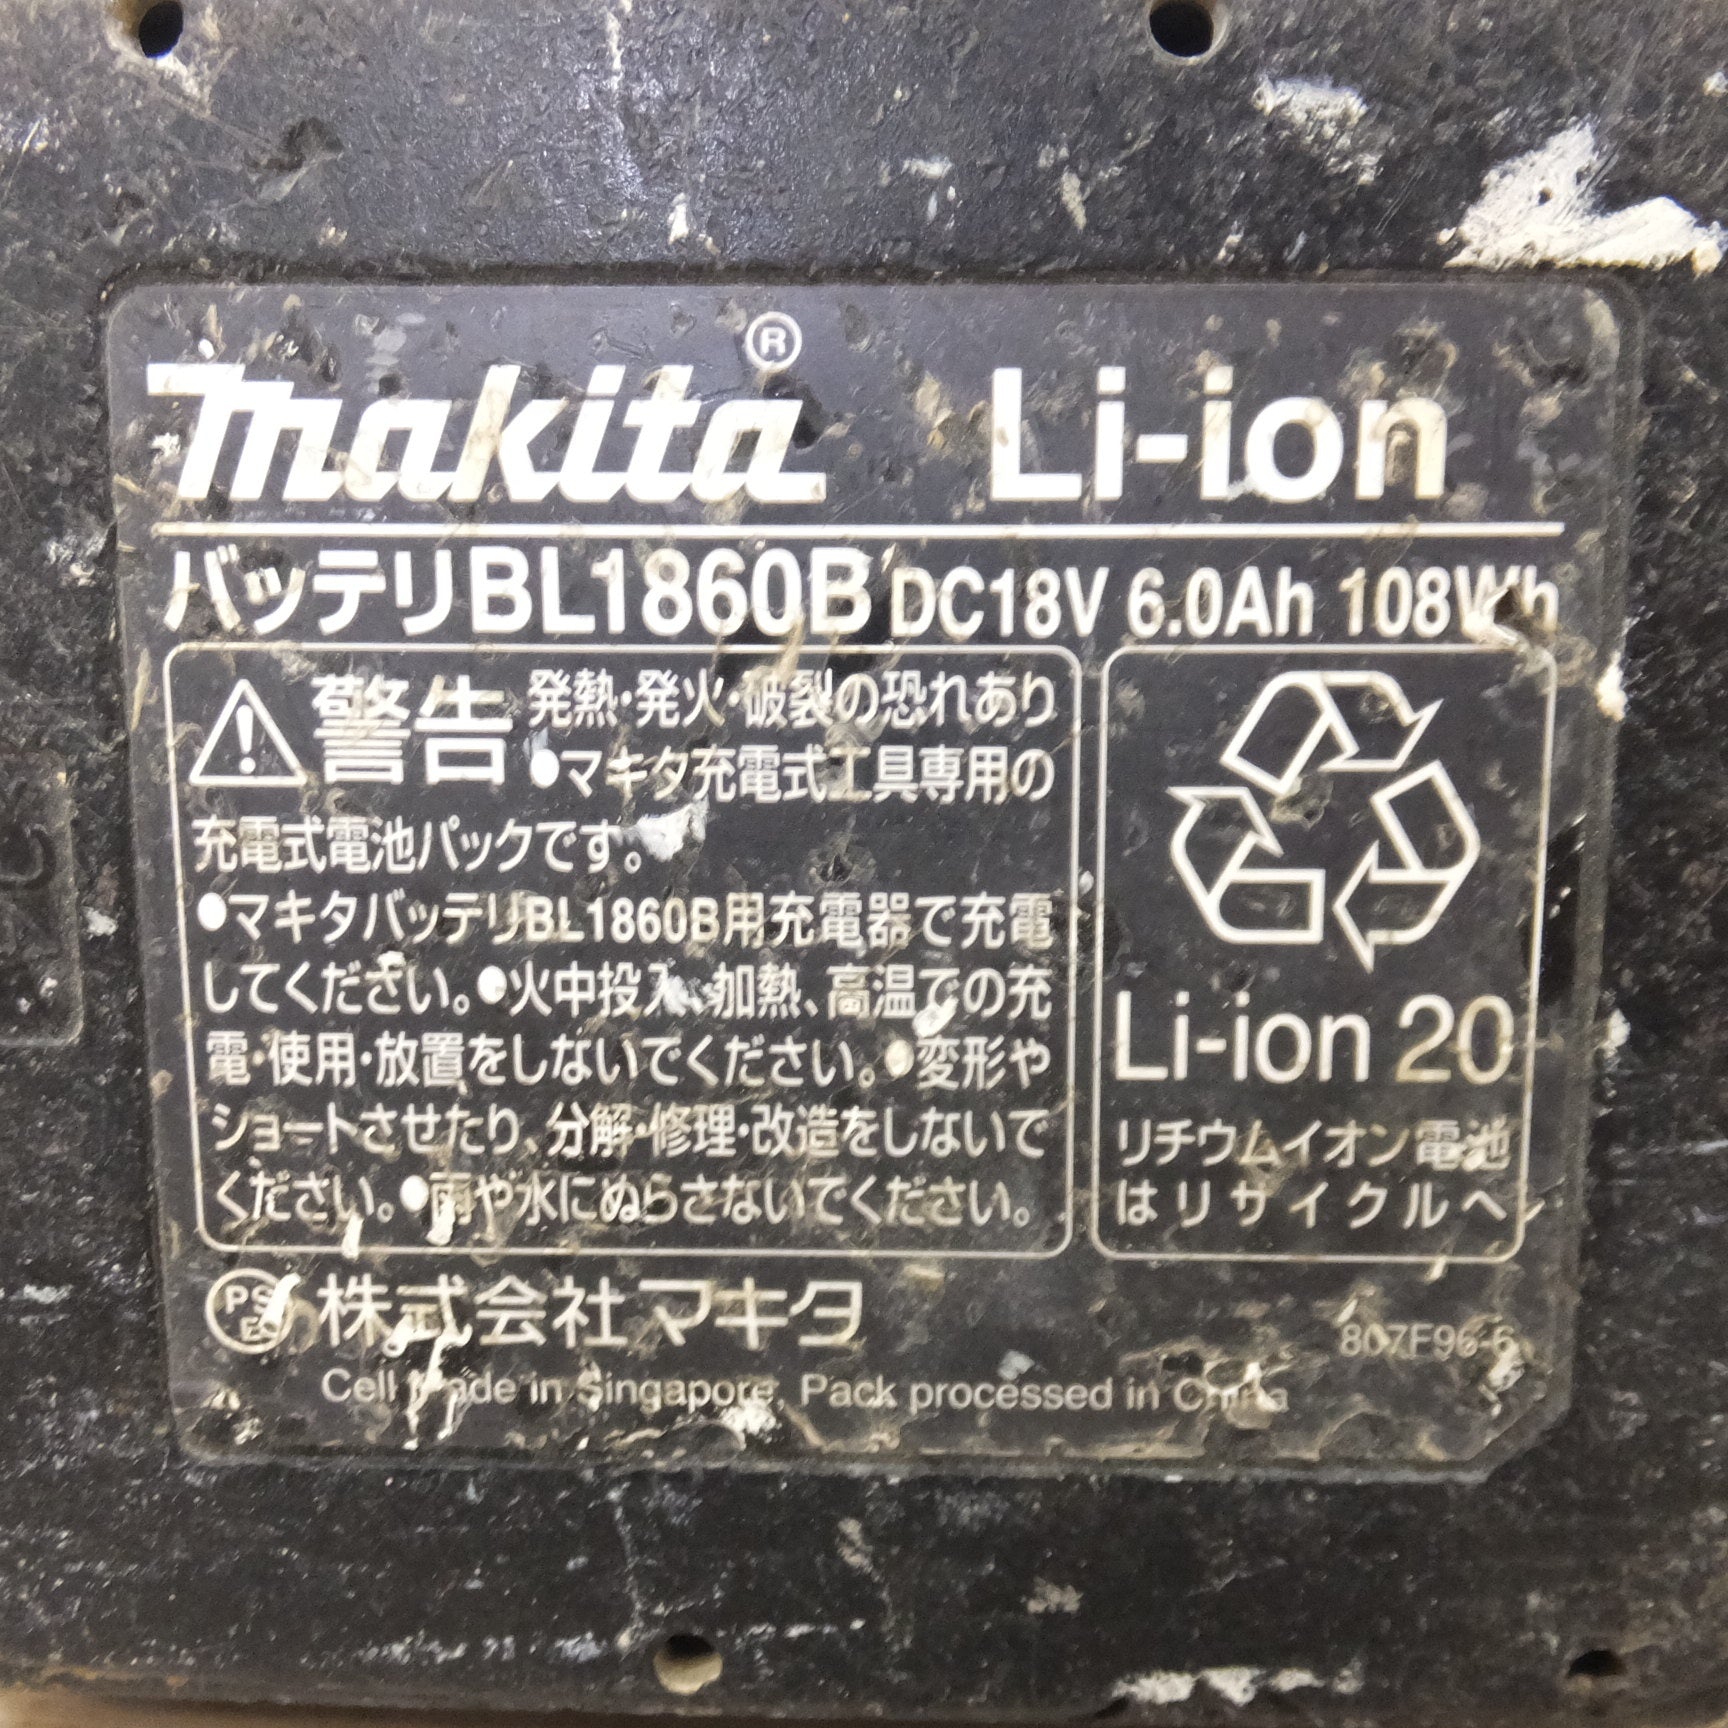 makita® Li-ion
バッテリBL1860B DC18V 6.0Ah 108Wh
警告 発熱・発火・破裂の恐れあり
●マキタ充電式工具専用の
充電式電池パックです。
●マキタバッテリBL1860B用充電器で充電
してください。●火中投入、加熱、高温での充
電・使用・放置をしないでください。●変形や
ショートさせたり、分解・修理・改造をしないで
ください。●雨や水にぬらさないでください。
Li-ion 20
リチウムイオン電池
はリサイクルへ
PS E 株式会社マキタ
807F96-6
Cell Made in Singapore, Pack processed in China